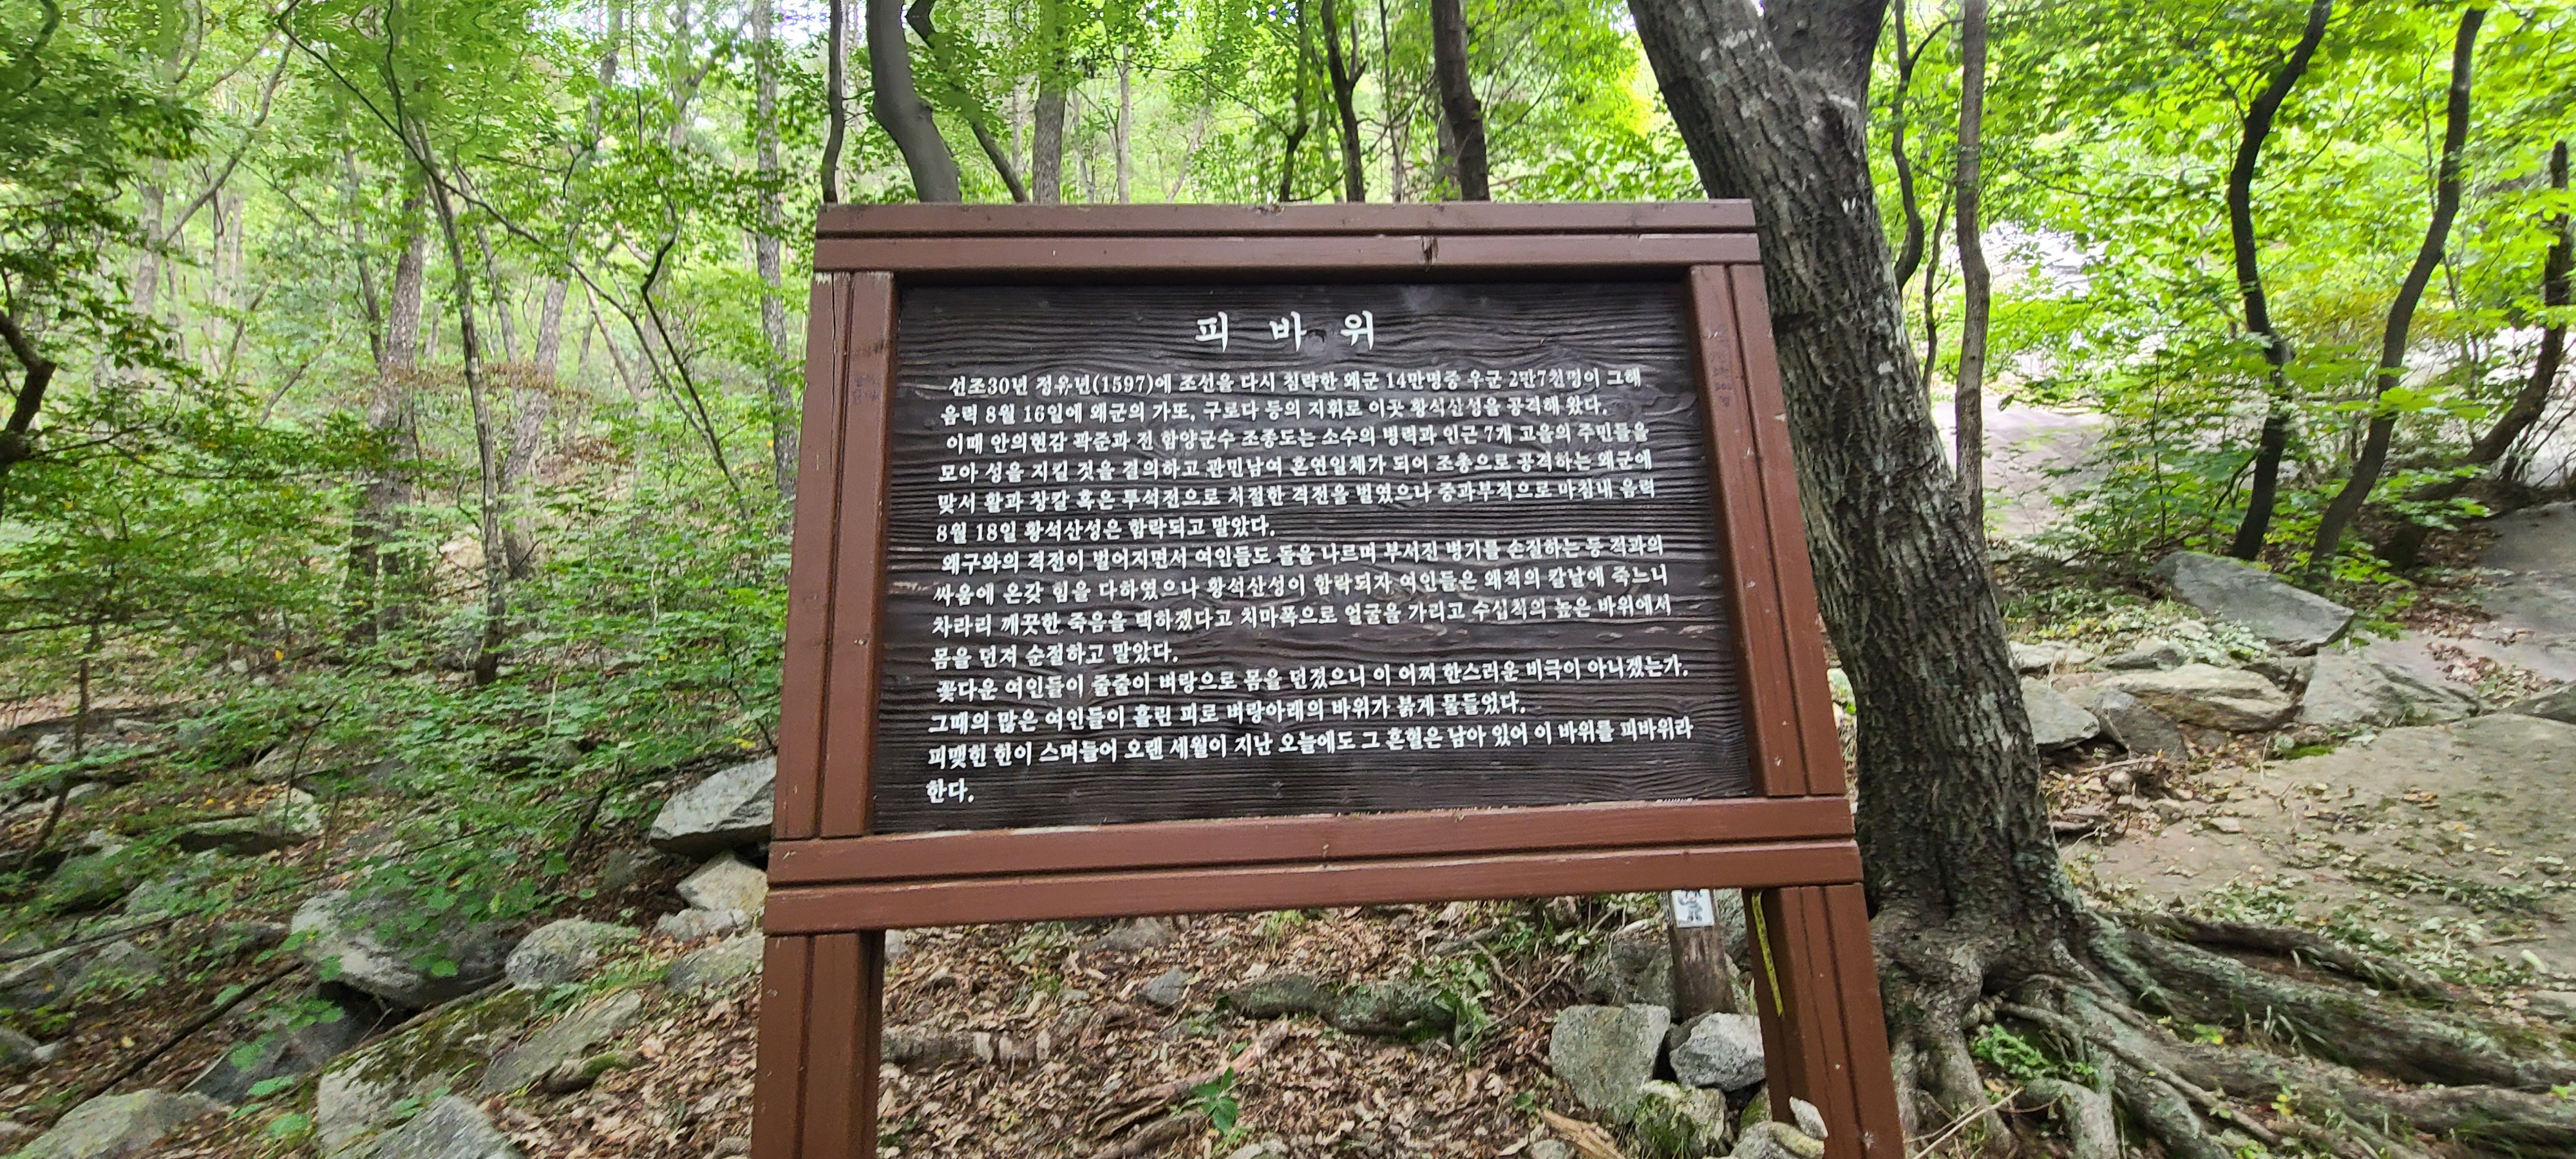 피 바 위
선조30년 정유년(1597)에 조선을 다시 침략한 왜군 14만명중 우군 2만7천명이 그해
음력 8월 16일에 왜군의 가또, 구로다 등의 지휘로 이곳 황석산성을 공격해 왔다.
이때 안의현감 곽준과 전 함양군수 조종도는 소수의 병력과 인근 7개 고을의 주민들을
모아 성을 지킬 것을 결의하고 관민남여 혼연일체가 되어 조총으로 공격하는 왜군에
맞서 활과 창칼 혹은 투석전으로 처절한 격전을 벌였으나 중과부적으로 마침내 음력
8월 18일 황석산성은 함락되고 말았다.
왜구와의 격전이 벌어지면서 여인들도 돌을 나르며 부서진 병기를 손질하는 등 적과의
싸움에 온갖 힘을 다하였으나 황석산성이 함락되자 여인들은 왜적의 칼날에 죽느니
차라리 깨끗한 죽음을 택하겠다고 치마폭으로 얼굴을 가리고 수십척의 높은 바위에서
몸을 던져 순절하고 말았다.
꽃다운 여인들이 줄줄이 벼랑으로 몸을 던졌으니 이 어찌 한스러운 비극이 아니겠는가.
그때의 많은 여인들이 흘린 피로 벼랑아래의 바위가 붉게 물들었다.
피맺힌 한이 스며들어 오랜 세월이 지난 오늘에도 그 흔혈은 남아 있어 이 바위를 피바위라
한다.